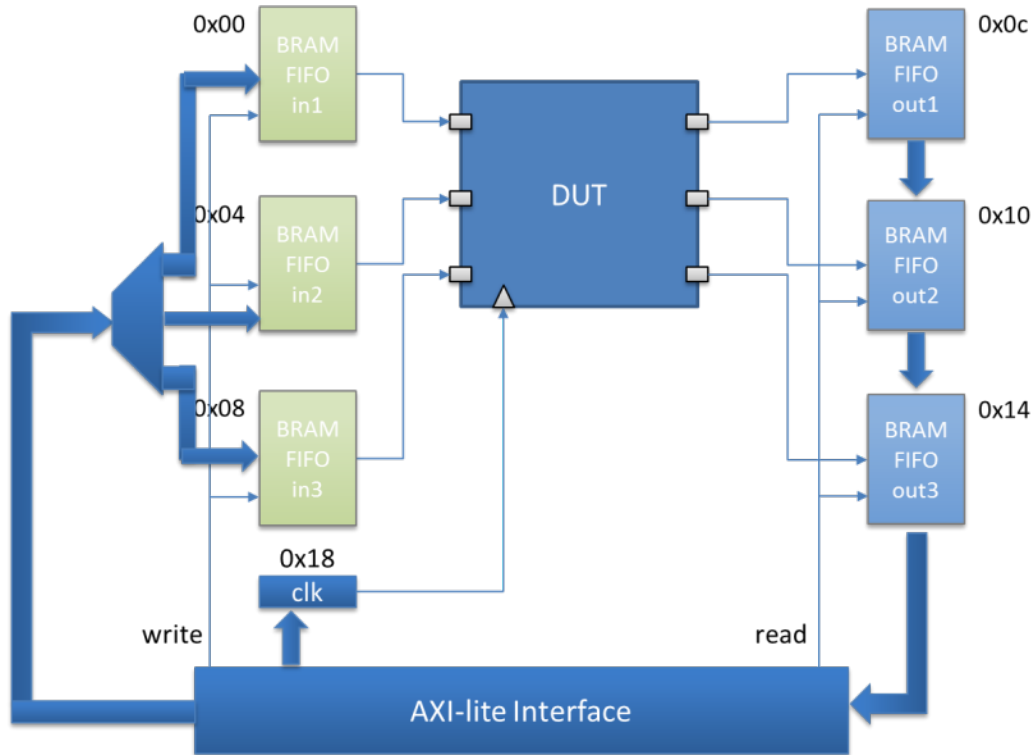 0x00
BRAM
FIFO
in1
0x04
BRAM
FIFO
in2
0x08
BRAM
FIFO
in3
DUT
0x0c
BRAM
FIFO
out1
0x10
BRAM
FIFO
out2
0x14
BRAM
FIFO
out3
0x18
clk
write
read
AXI-lite Interface